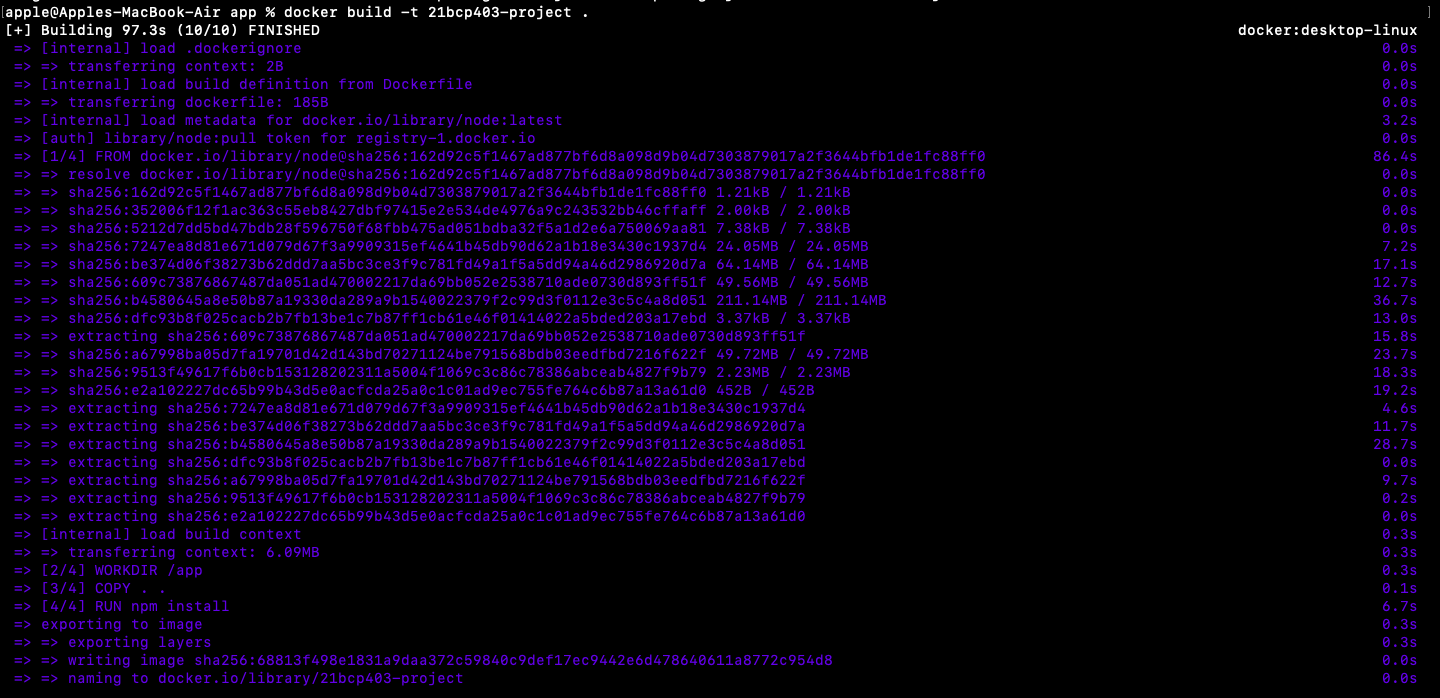 [apple@Apples-MacBook-Air app % docker build -t 21bcp403-project . ]
[+] Building 97.3s (10/10) FINISHED docker:desktop-linux
=> [internal] load .dockerignore 0.0s
=> => transferring context: 2B 0.0s
=> [internal] load build definition from Dockerfile 0.0s
=> => transferring dockerfile: 185B 0.0s
=> [internal] load metadata for docker.io/library/node:latest 3.2s
=> [auth] library/node:pull token for registry-1.docker.io 0.0s
=> [1/4] FROM docker.io/library/node@sha256:162d92c5f1467ad877bf6d8a098d9b04d7303879017a2f3644bfb1de1fc88ff0 86.4s
=> => resolve docker.io/library/node@sha256:162d92c5f1467ad877bf6d8a098d9b04d7303879017a2f3644bfb1de1fc88ff0 0.0s
=> => sha256:162d92c5f1467ad877bf6d8a098d9b04d7303879017a2f3644bfb1de1fc88ff0 1.21kB / 1.21kB 0.0s
=> => sha256:352006f12f1ac363c55eb8427dbf97415e2e534de4976a9c243532bb46cffaff 2.00kB / 2.00kB 0.0s
=> => sha256:5212d7dd5bd47bdb28f596750f68fbb475ad051bdba32f5a1d2e6a750069aa81 7.38kB / 7.38kB 0.0s
=> => sha256:7247ea8d81e671d079d67f3a9909315ef4641b45db90d62a1b18e3430c1937d4 24.05MB / 24.05MB 7.2s
=> => sha256:be374d06f38273b62ddd7aa5bc3ce3f9c781fd49a1f5a5dd94a46d2986920d7a 64.14MB / 64.14MB 17.1s
=> => sha256:609c73876867487da051ad470002217da69bb052e2538710ade0730d893ff51f 49.56MB / 49.56MB 12.7s
=> => sha256:b4580645a8e50b87a19330da289a9b1540022379f2c99d3f0112e3c5c4a8d051 211.14MB / 211.14MB 36.7s
=> => sha256:dfc93b8f025cacb2b7fb13be1c7b87ff1cb61e46f01414022a5bded203a17ebd 3.37kB / 3.37kB 13.0s
=> => extracting sha256:609c73876867487da051ad470002217da69bb052e2538710ade0730d893ff51f 15.8s
=> => sha256:a67998ba05d7fa19701d42d143bd70271124be791568bdb03eedfbd7216f622f 49.72MB / 49.72MB 23.7s
=> => sha256:9513f49617f6b0cb153128202311a5004f1069c3c86c78386abceab4827f9b79 2.23MB / 2.23MB 18.3s
=> => sha256:e2a102227dc65b99b43d5e0acfcda25a0c1c01ad9ec755fe764c6b87a13a61d0 452B / 452B 19.2s
=> => extracting sha256:7247ea8d81e671d079d67f3a9909315ef4641b45db90d62a1b18e3430c1937d4 4.6s
=> => extracting sha256:be374d06f38273b62ddd7aa5bc3ce3f9c781fd49a1f5a5dd94a46d2986920d7a 11.7s
=> => extracting sha256:b4580645a8e50b87a19330da289a9b1540022379f2c99d3f0112e3c5c4a8d051 28.7s
=> => extracting sha256:dfc93b8f025cacb2b7fb13be1c7b87ff1cb61e46f01414022a5bded203a17ebd 0.0s
=> => extracting sha256:a67998ba05d7fa19701d42d143bd70271124be791568bdb03eedfbd7216f622f 9.7s
=> => extracting sha256:9513f49617f6b0cb153128202311a5004f1069c3c86c78386abceab4827f9b79 0.2s
=> => extracting sha256:e2a102227dc65b99b43d5e0acfcda25a0c1c01ad9ec755fe764c6b87a13a61d0 0.0s
=> [internal] load build context 0.3s
=> => transferring context: 6.09MB 0.3s
=> [2/4] WORKDIR /app 0.3s
=> [3/4] COPY . . 0.1s
=> [4/4] RUN npm install 6.7s
=> exporting to image 0.3s
=> => exporting layers 0.3s
=> => writing image sha256:68813f498e1831a9daa372c59840c9def17ec9442e6d478640611a8772c954d8 0.0s
=> => naming to docker.io/library/21bcp403-project 0.0s